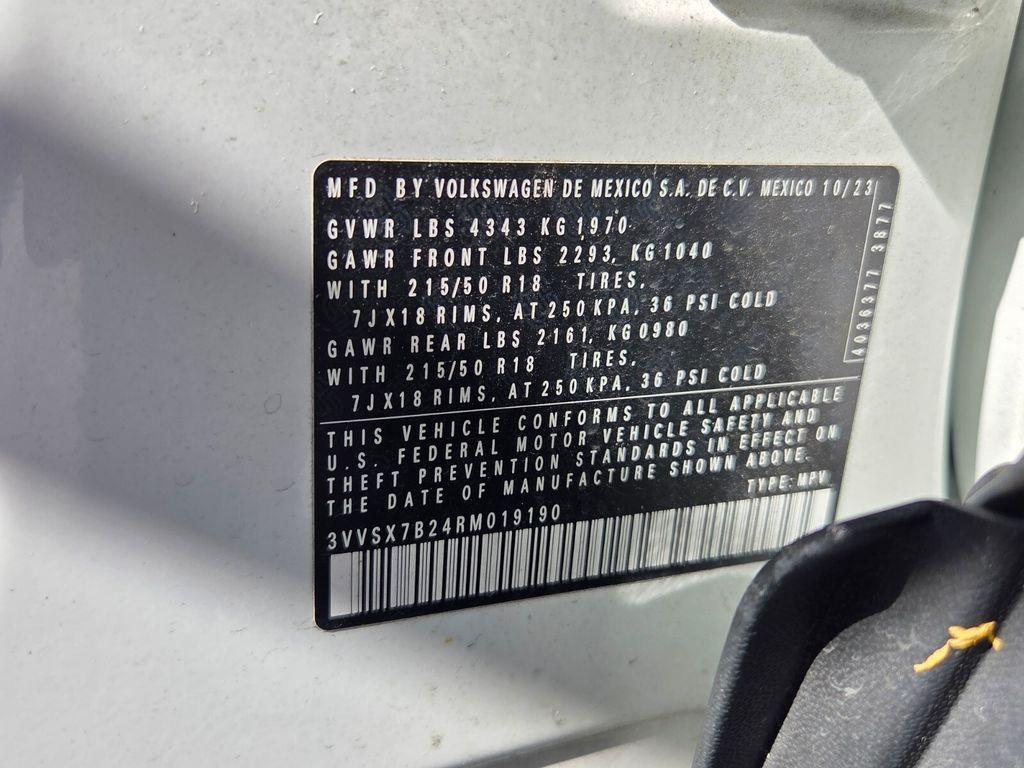 MFD BY VOLKSWAGEN DE MEXICO S.A. DE C.V. MEXICO 10/23
GVWR LBS 4343 KG 1970
GAWR FRONT LBS 2293, KG 1040
WITH 215/50 R18 TIRES,
7JX18 RIMS, AT 250 KPA, 36 PSI COLD
GAWR REAR LBS 2161, KG 0980
WITH 215/50 R18 TIRES,
7JX18 RIMS, AT 250 KPA, 36 PSI COLD
4036377 3877
THIS VEHICLE CONFORMS TO ALL APPLICABLE
U.S. FEDERAL MOTOR VEHICLE SAFETY AND
THEFT PREVENTION STANDARDS IN EFFECT ON
THE DATE OF MANUFACTURE SHOWN ABOVE.
TYPE: MPV
3VVSX7B24RM019190